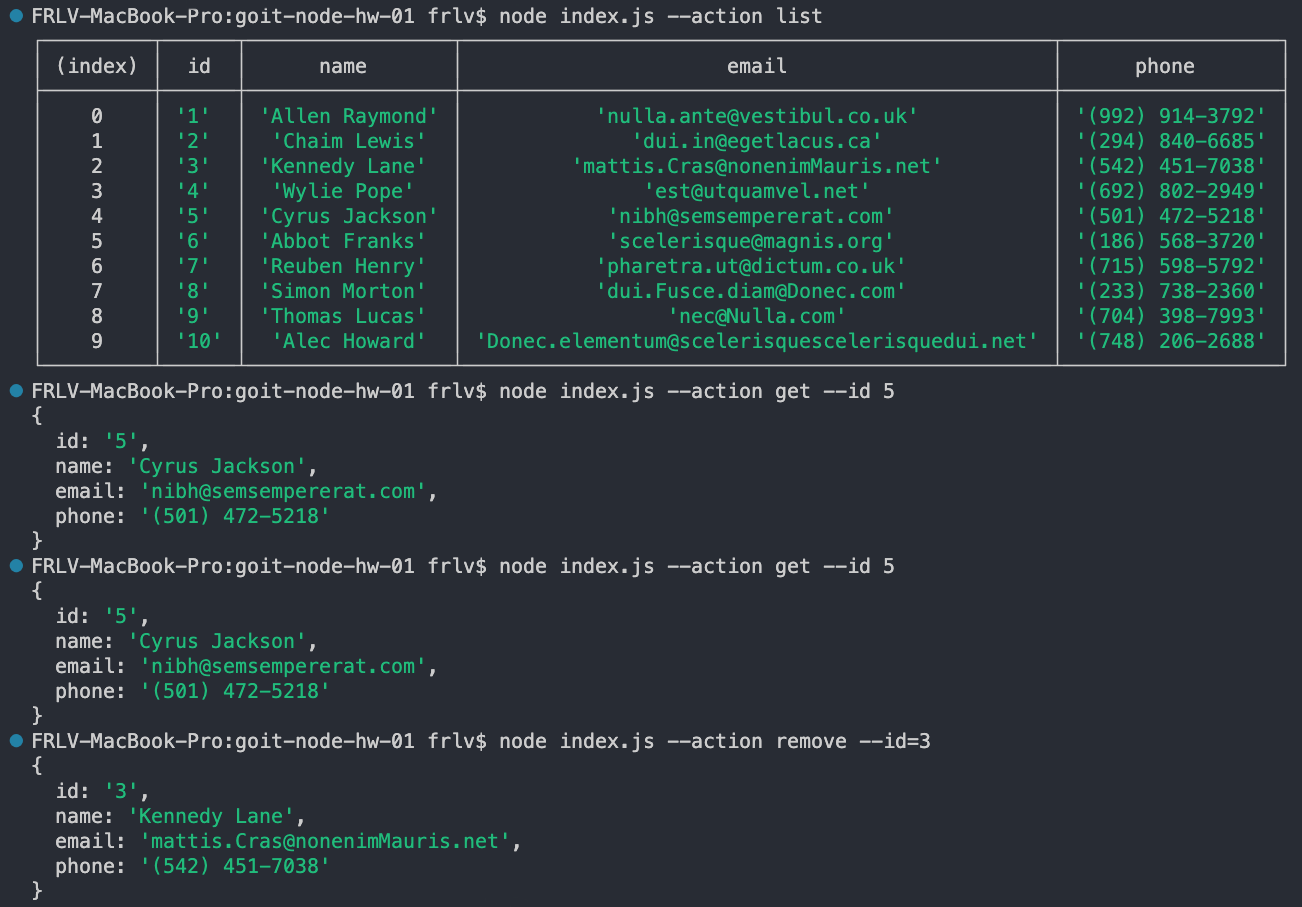 FRLV-MacBook-Pro:goit-node-hw-01 frlv$ node index.js --action list
(index) id name email phone
0 '1' 'Allen Raymond' 'nulla.ante@vestibul.co.uk' '(992) 914-3792'
1 '2' 'Chaim Lewis' 'dui.in@egetlacus.ca' '(294) 840-6685'
2 '3' 'Kennedy Lane' 'mattis.Cras@nonenimMauris.net' '(542) 451-7038'
3 '4' 'Wylie Pope' 'est@utquamvel.net' '(692) 802-2949'
4 '5' 'Cyrus Jackson' 'nibh@semsempererat.com' '(501) 472-5218'
5 '6' 'Abbot Franks' 'scelerisque@magnis.org' '(186) 568-3720'
6 '7' 'Reuben Henry' 'pharetra.ut@dictum.co.uk' '(715) 598-5792'
7 '8' 'Simon Morton' 'dui.Fusce.diam@Donec.com' '(233) 738-2360'
8 '9' 'Thomas Lucas' 'nec@Nulla.com' '(704) 398-7993'
9 '10' 'Alec Howard' 'Donec.elementum@scelerisquescelerisquedui.net' '(748) 206-2688'
FRLV-MacBook-Pro:goit-node-hw-01 frlv$ node index.js --action get --id 5
{
id: '5',
name: 'Cyrus Jackson',
email: 'nibh@semsempererat.com',
phone: '(501) 472-5218'
}
FRLV-MacBook-Pro:goit-node-hw-01 frlv$ node index.js --action get --id 5
{
id: '5',
name: 'Cyrus Jackson',
email: 'nibh@semsempererat.com',
phone: '(501) 472-5218'
}
FRLV-MacBook-Pro:goit-node-hw-01 frlv$ node index.js --action remove --id=3
{
id: '3',
name: 'Kennedy Lane',
email: 'mattis.Cras@nonenimMauris.net',
phone: '(542) 451-7038'
}